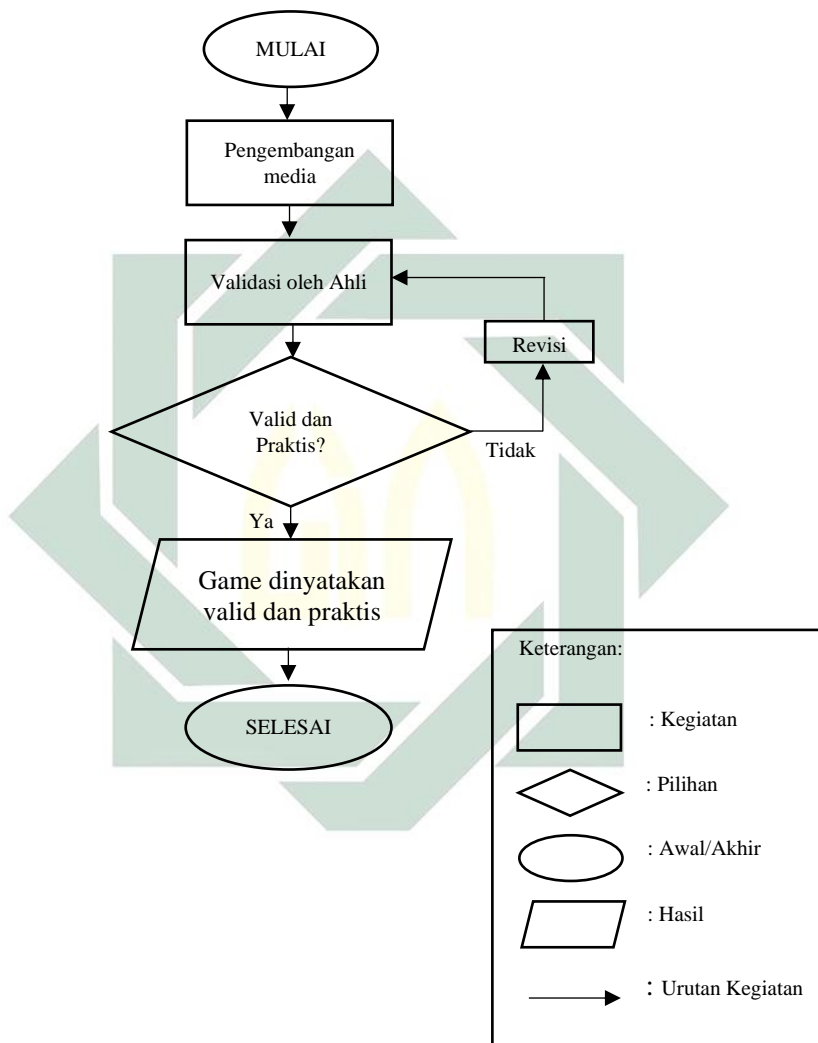 MULAI
Pengembangan
media
Validasi oleh Ahli
Revisi
Valid dan
Praktis?
Tidak
Ya
Game dinyatakan
valid dan praktis
SELESAI
Keterangan:
: Kegiatan
: Pilihan
: Awal/Akhir
: Hasil
: Urutan Kegiatan